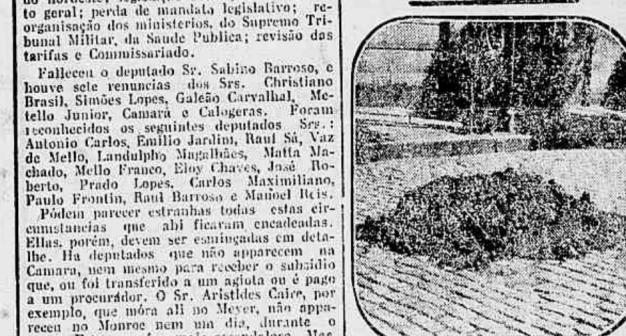 to geral; perda de mandato legislativo; re-
organisação dos ministerios, do Supremo Tri-
bunal Militar, da Saude Publica; revisão das
tarifas e Commissariado.
Falleceu o deputado Sr. Sabino Barroso, e
houve sete renuncias dos Srs. Christiano
Brasil, Simões Lopes, Galeão Carvalhal, Me-
tello Junior, Camará e Calogeras. Foram
reconhecidos os seguintes deputados Srs.:
Antonio Carlos, Emilio Jardini, Raul Sá, Vaz
de Mello, Landulpho Magalhães, Matta Ma-
chado, Mello Franco, Eloy Chaves, José Ro-
berto, Prado Lopes, Carlos Maximiliano,
Paulo Frontin, Raul Barroso e Manoel Reis.
Pódem parecer estranhas todas estas cir-
cumstancias que ahi ficaram encadeadas.
Ellas, porém, devem ser esmiuçadas em deta-
lhe. Ha deputados que não apparecem na
Camara, nem mesmo para receber o subsidio
que, ou foi transferido a um agiota ou é pago
a um procurádor. O Sr. Aristides Caire, por
exemplo, que móra ali no Meyer, não appa-
receu no Monroe nem um dia, durante o